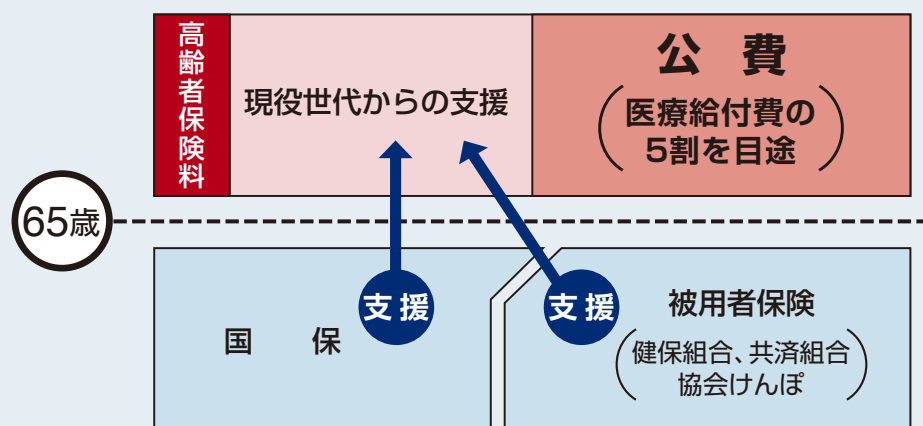 高齢者保険料
現役世代からの支援
公費
医療給付費の
5割を目途
65歳
支援
支援
国保
被用者保険
健保組合、共済組合
協会けんぽ